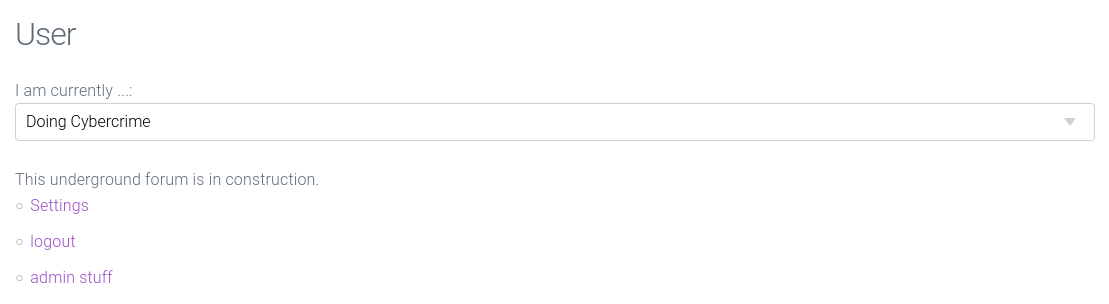 User
I am currently ...:
Doing Cybercrime
This underground forum is in construction.
Settings
logout
admin stuff